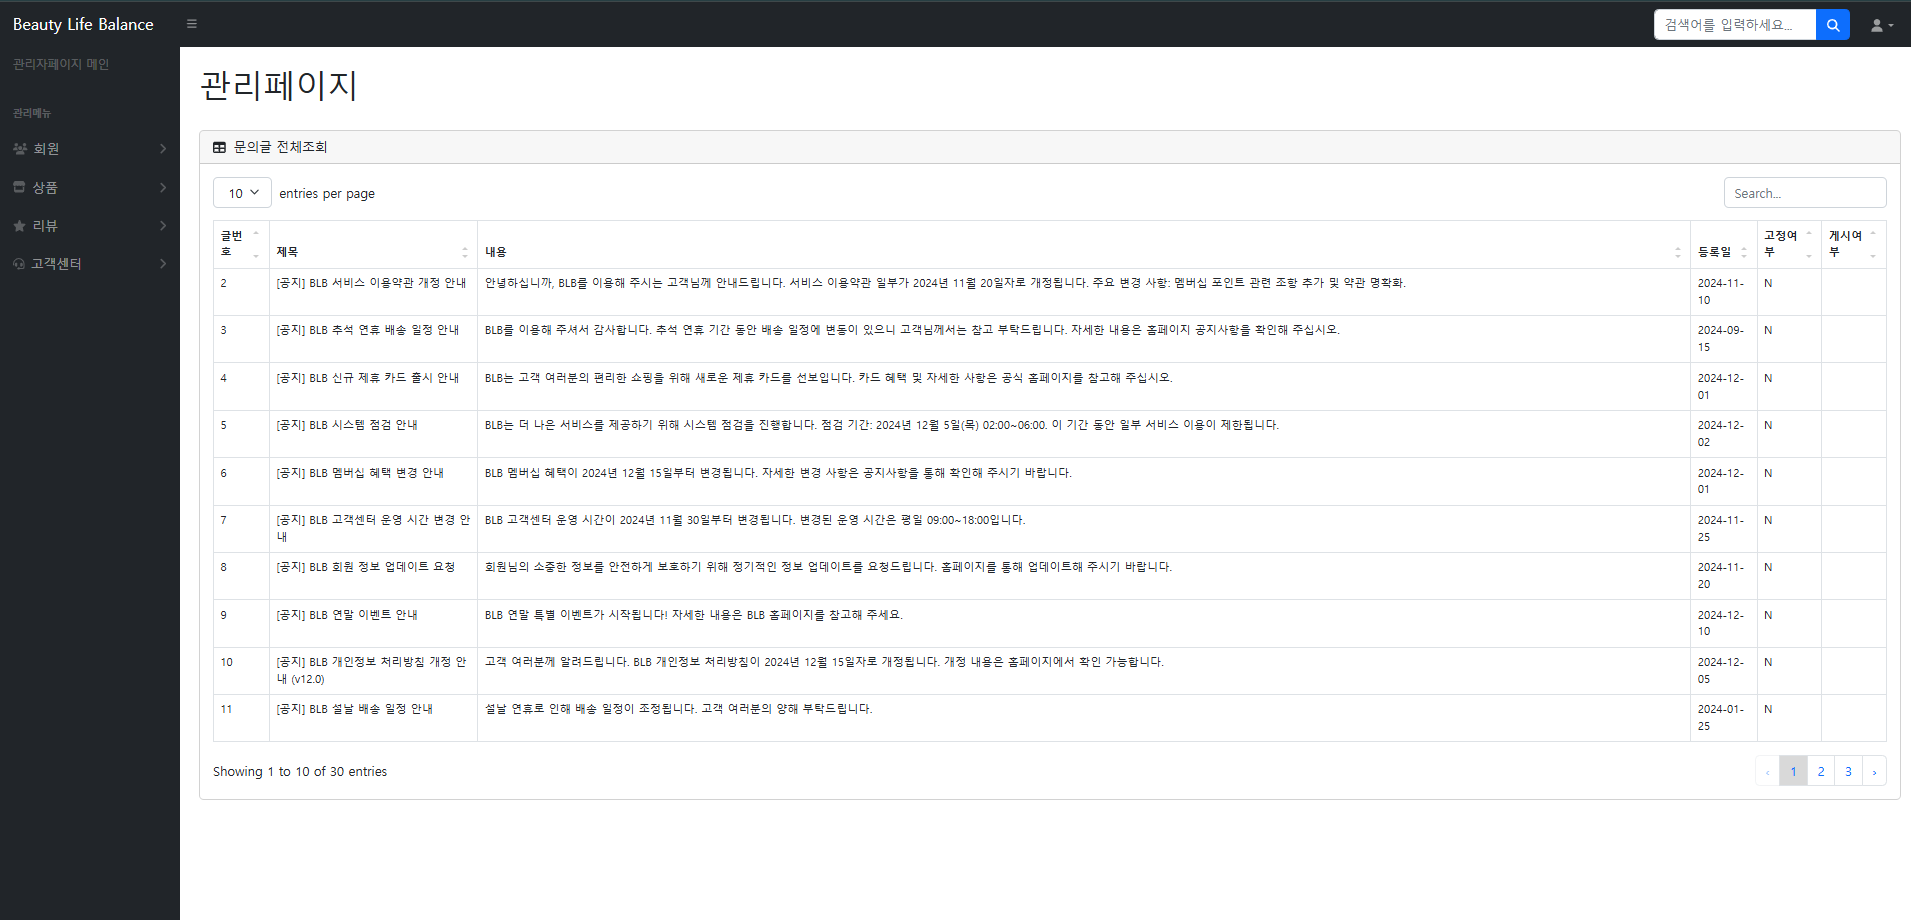 Beauty Life Balance
검색어를 입력하세요...
관리자페이지 메인
관리메뉴
회원
상품
리뷰
고객센터
관리페이지
문의글 전체조회
10 entries per page
Search...
글번호 제목 내용 등록일 고정여부 게시여부
2 [공지] BLB 서비스 이용약관 개정 안내 안녕하십니까, BLB를 이용해 주시는 고객님께 안내드립니다. 서비스 이용약관 일부가 2024년 11월 20일자로 개정됩니다. 주요 변경 사항: 멤버십 포인트 관련 조항 추가 및 약관 명확화. 2024-11-10 N
3 [공지] BLB 추석 연휴 배송 일정 안내 BLB를 이용해 주셔서 감사합니다. 추석 연휴 기간 동안 배송 일정에 변동이 있으니 고객님께서는 참고 부탁드립니다. 자세한 내용은 홈페이지 공지사항을 확인해 주십시오. 2024-09-15 N
4 [공지] BLB 신규 제휴 카드 출시 안내 BLB는 고객 여러분의 편리한 쇼핑을 위해 새로운 제휴 카드를 선보입니다. 카드 혜택 및 자세한 사항은 공식 홈페이지를 참고해 주십시오. 2024-12-01 N
5 [공지] BLB 시스템 점검 안내 BLB는 더 나은 서비스를 제공하기 위해 시스템 점검을 진행합니다. 점검 기간: 2024년 12월 5일(목) 02:00~06:00. 이 기간 동안 일부 서비스 이용이 제한됩니다. 2024-12-02 N
6 [공지] BLB 멤버십 혜택 변경 안내 BLB 멤버십 혜택이 2024년 12월 15일부터 변경됩니다. 자세한 변경 사항은 공지사항을 통해 확인해 주시기 바랍니다. 2024-12-01 N
7 [공지] BLB 고객센터 운영 시간 변경 안내 BLB 고객센터 운영 시간이 2024년 11월 30일부터 변경됩니다. 변경된 운영 시간은 평일 09:00~18:00입니다. 2024-11-25 N
8 [공지] BLB 회원 정보 업데이트 요청 회원님의 소중한 정보를 안전하게 보호하기 위해 정기적인 정보 업데이트를 요청드립니다. 홈페이지를 통해 업데이트해 주시기 바랍니다. 2024-11-20 N
9 [공지] BLB 연말 이벤트 안내 BLB 연말 특별 이벤트가 시작됩니다! 자세한 내용은 BLB 홈페이지를 참고해 주세요. 2024-12-10 N
10 [공지] BLB 개인정보 처리방침 개정 안내 (v12.0) 고객 여러분께 알려드립니다. BLB 개인정보 처리방침이 2024년 12월 15일자로 개정됩니다. 개정 내용은 홈페이지에서 확인 가능합니다. 2024-12-05 N
11 [공지] BLB 설날 배송 일정 안내 설날 연휴로 인해 배송 일정이 조정됩니다. 고객 여러분의 양해 부탁드립니다. 2024-01-25 N
Showing 1 to 10 of 30 entries
‹ 1 2 3 ›